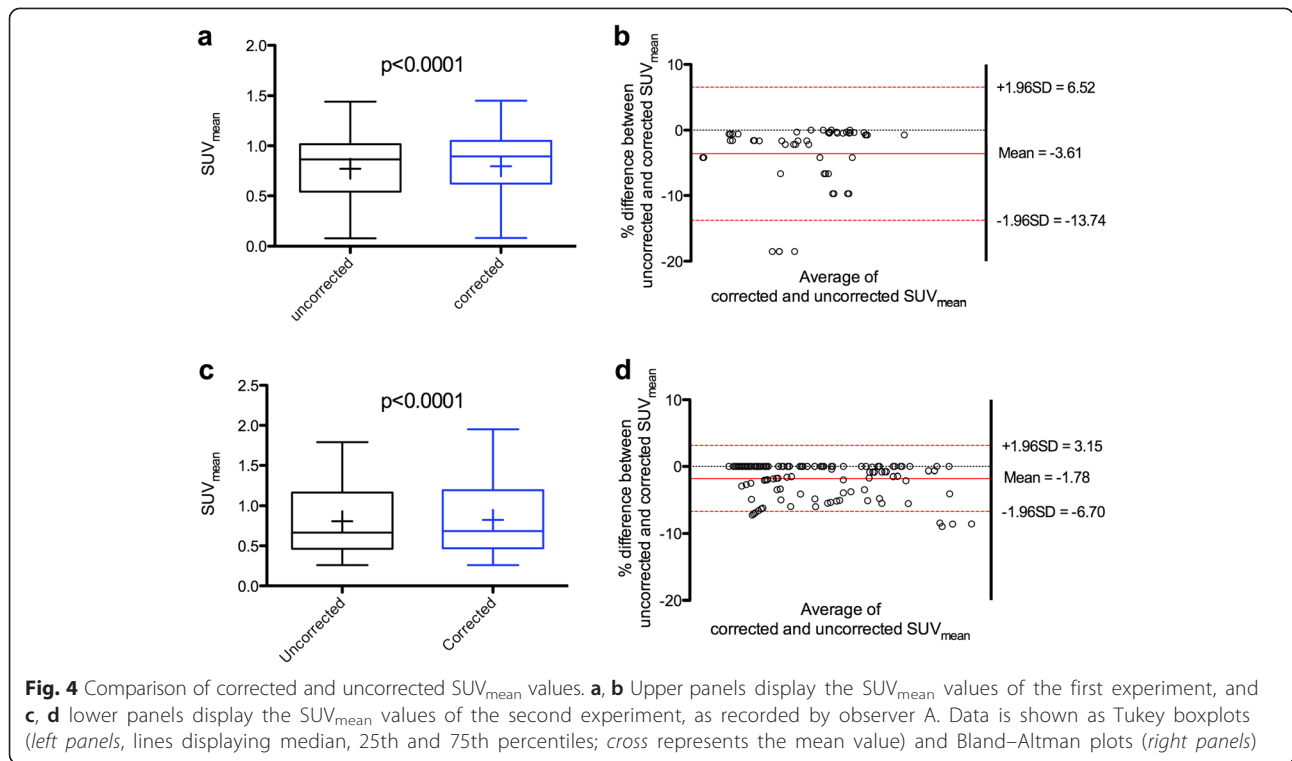 a
2.0
1.5
1.0
0.5
0.0
SUVmean
p<0.0001
uncorrected
corrected
b
10
0
-10
-20
% difference between
uncorrected and corrected SUVmean
+1.96SD = 6.52
Mean = -3.61
-1.96SD = -13.74
Average of
corrected and uncorrected SUVmean
c
2.5
2.0
1.5
1.0
0.5
0.0
SUVmean
p<0.0001
Uncorrected
Corrected
d
10
0
-10
-20
% difference between
uncorrected and corrected SUVmean
+1.96SD = 3.15
Mean = -1.78
-1.96SD = -6.70
Average of
corrected and uncorrected SUVmean
Fig. 4 Comparison of corrected and uncorrected SUVmean values. a, b Upper panels display the SUVmean values of the first experiment, and
c, d lower panels display the SUVmean values of the second experiment, as recorded by observer A. Data is shown as Tukey boxplots
(left panels, lines displaying median, 25th and 75th percentiles; cross represents the mean value) and Bland–Altman plots (right panels)